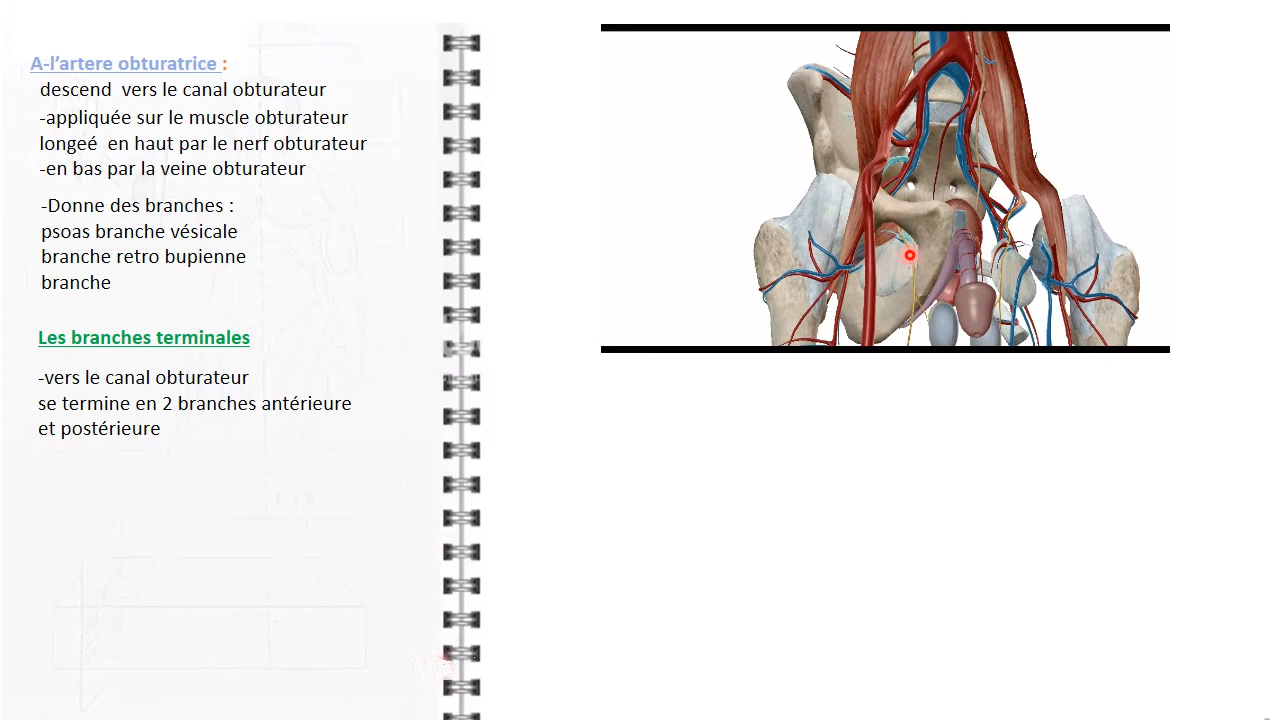 A-l’artere obturatrice :
descend vers le canal obturateur
-appliquée sur le muscle obturateur
longeé en haut par le nerf obturateur
-en bas par la veine obturateur
-Donne des branches :
psoas branche vésicale
branche retro bupienne
branche
Les branches terminales
-vers le canal obturateur
se termine en 2 branches antérieure
et postérieure